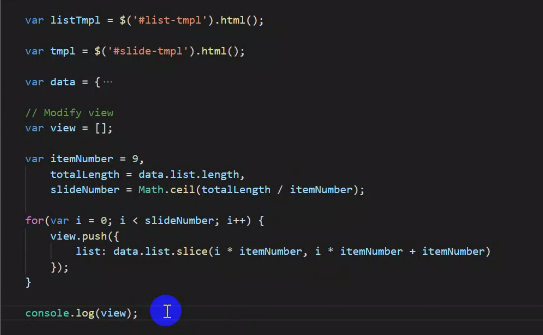 var listTmpl = $('#list-tmpl').html();
var tmpl = $('#slide-tmpl').html();
var data = {…
// Modify view
var view = [];
var itemNumber = 9,
    totalLength = data.list.length,
    slideNumber = Math.ceil(totalLength / itemNumber);
for(var i = 0; i < slideNumber; i++) {
    view.push({
        list: data.list.slice(i * itemNumber, i * itemNumber + itemNumber)
    });
}
console.log(view);